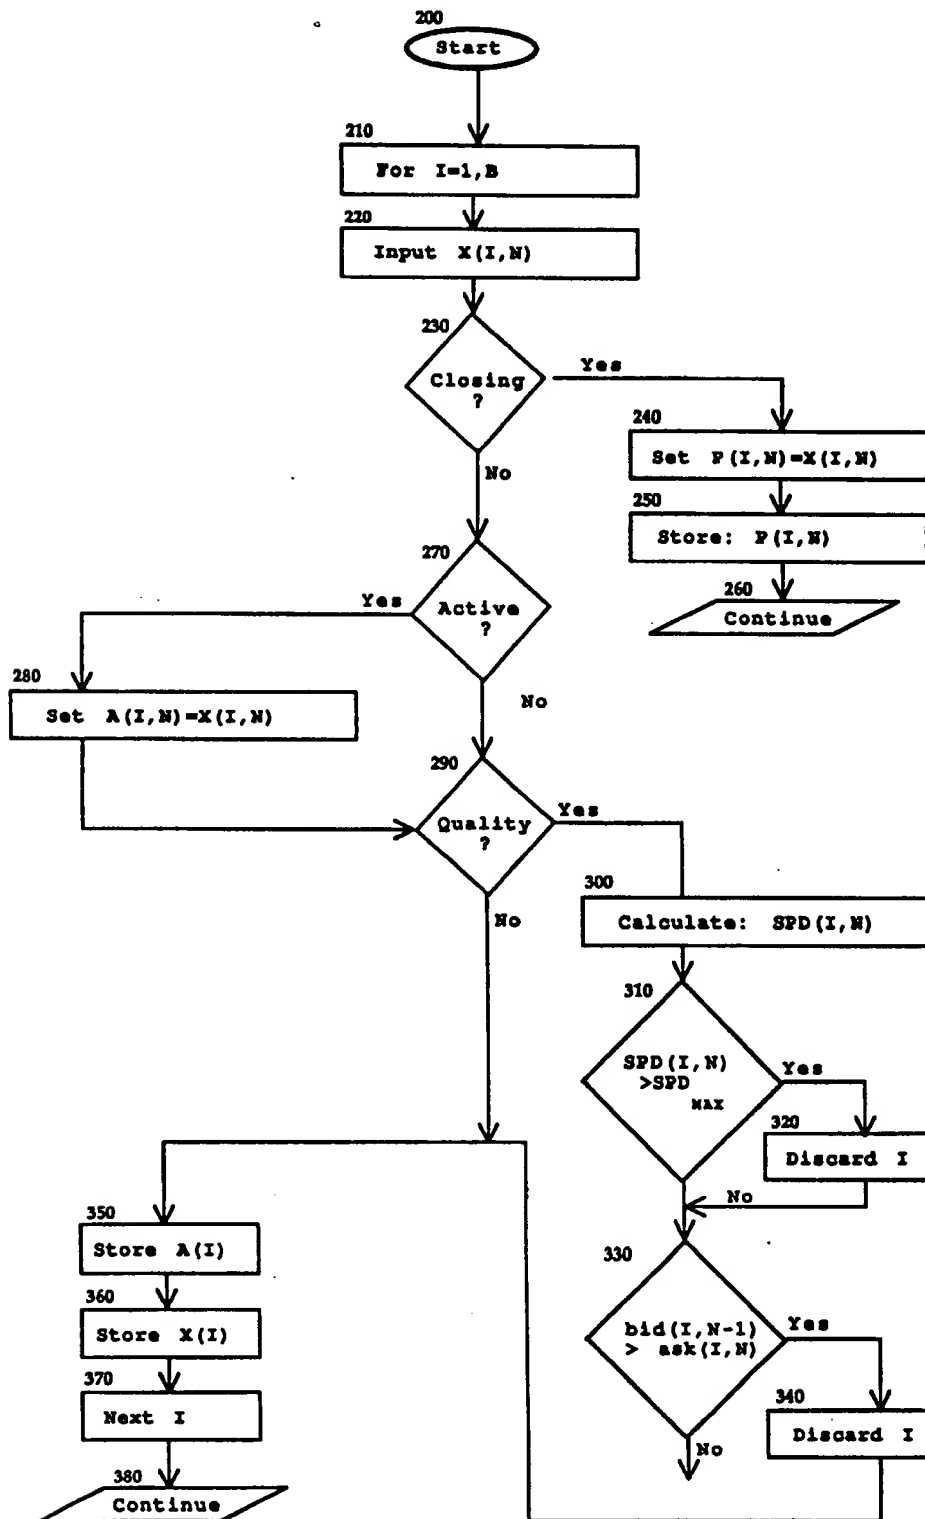 200
Start
210
For I=1,B
220
Input X(I,N)
230
Closing
?
Yes
No
240
Set P(I,N)=X(I,N)
250
Store: P(I,N)
260
Continue
270
Active
?
Yes
No
280
Set A(I,N)=X(I,N)
290
Quality
?
Yes
No
300
Calculate: SPD(I,N)
310
SPD(I,N)
>SPD
MAX
Yes
No
320
Discard I
330
bid(I,N-1)
> ask(I,N)
Yes
No
340
Discard I
350
Store A(I)
360
Store X(I)
370
Next I
380
Continue